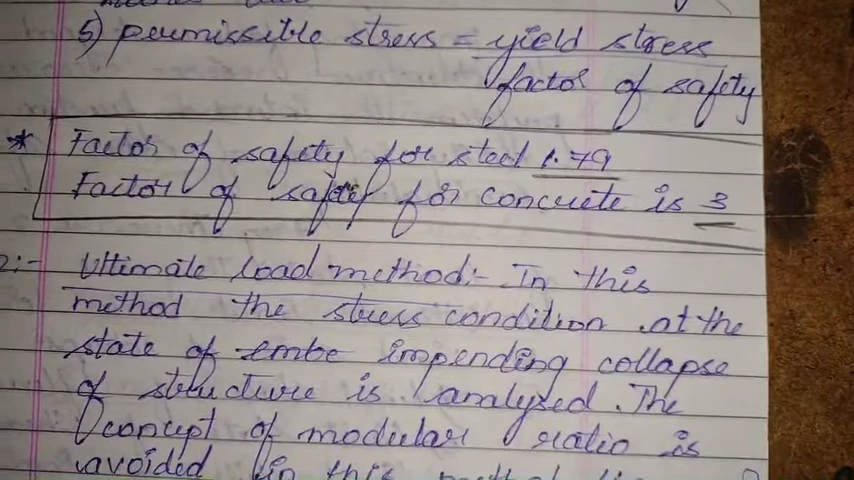 5) permissible stress = yield stress
factor of safety
* Factor of safety for steel 1.79
Factor of safety for concrete is 3
2:- Ultimate load method:- In this
method the stress condition at the
state of embe impending collapse
of structure is analysed. The
concept of modular ratio is
avoided in this